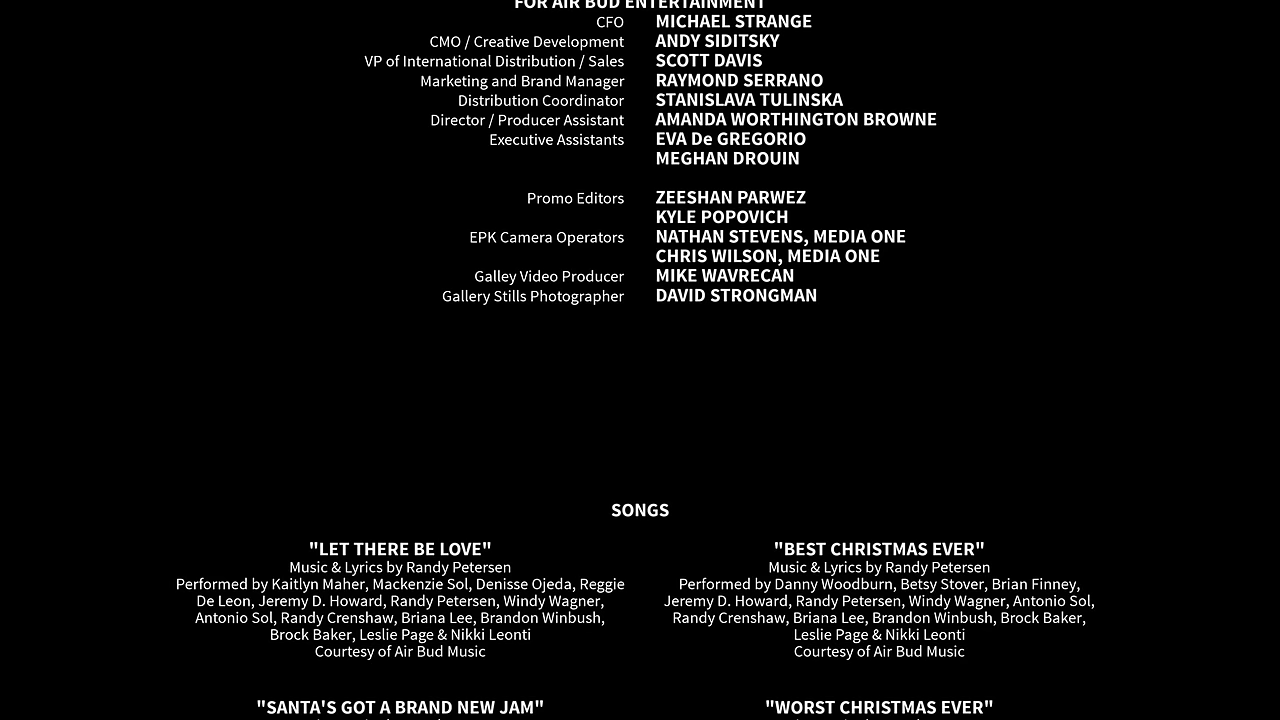 FOR AIR BUD ENTERTAINMENT
CFO MICHAEL STRANGE
CMO / Creative Development ANDY SIDITSKY
VP of International Distribution / Sales SCOTT DAVIS
Marketing and Brand Manager RAYMOND SERRANO
Distribution Coordinator STANISLAVA TULINSKA
Director / Producer Assistant AMANDA WORTHINGTON BROWNE
Executive Assistants EVA De GREGORIO
MEGHAN DROUIN
Promo Editors ZEESHAN PARWEZ
KYLE POPOVICH
EPK Camera Operators NATHAN STEVENS, MEDIA ONE
CHRIS WILSON, MEDIA ONE
Galley Video Producer MIKE WAVRECAN
Gallery Stills Photographer DAVID STRONGMAN
SONGS
"LET THERE BE LOVE"
Music & Lyrics by Randy Petersen
Performed by Kaitlyn Maher, Mackenzie Sol, Denisse Ojeda, Reggie
De Leon, Jeremy D. Howard, Randy Petersen, Windy Wagner,
Antonio Sol, Randy Crenshaw, Briana Lee, Brandon Winbush,
Brock Baker, Leslie Page & Nikki Leonti
Courtesy of Air Bud Music
"BEST CHRISTMAS EVER"
Music & Lyrics by Randy Petersen
Performed by Danny Woodburn, Betsy Stover, Brian Finney,
Jeremy D. Howard, Randy Petersen, Windy Wagner, Antonio Sol,
Randy Crenshaw, Briana Lee, Brandon Winbush, Brock Baker,
Leslie Page & Nikki Leonti
Courtesy of Air Bud Music
"SANTA'S GOT A BRAND NEW JAM"
"WORST CHRISTMAS EVER"